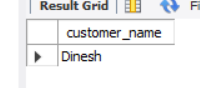 Result Grid
customer_name
Dinesh